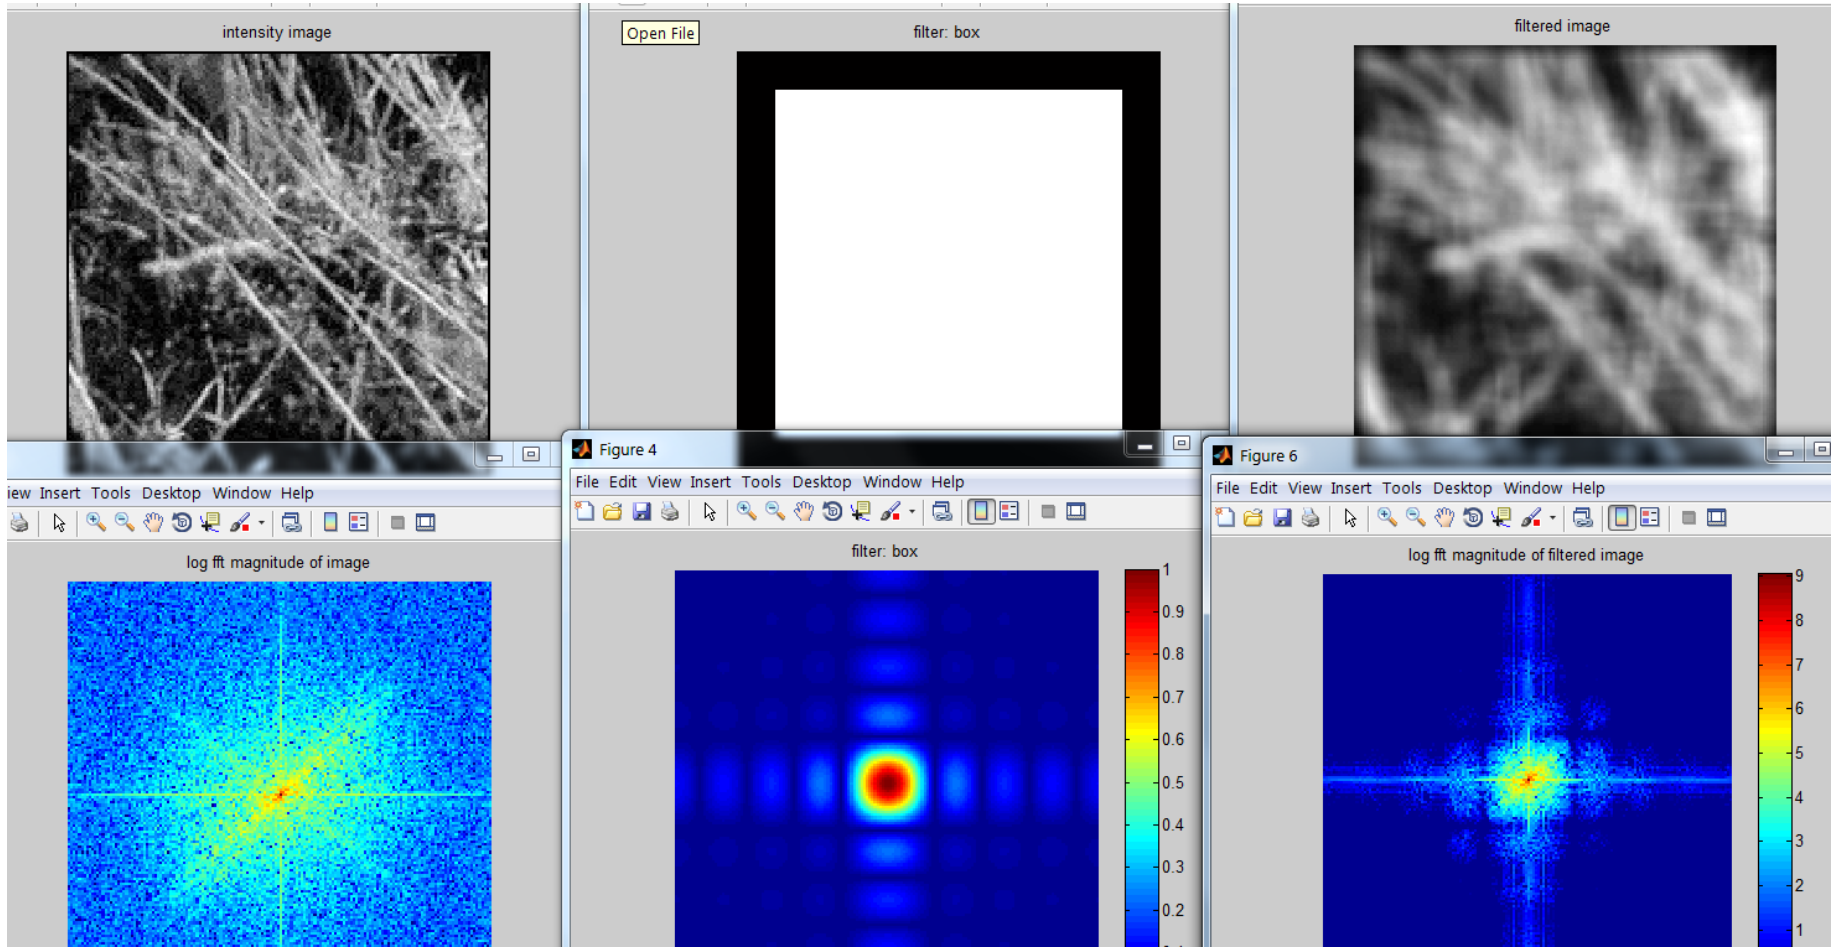 intensity image
Open File
filter: box
filtered image
Figure 4
Figure 6
iew Insert Tools Desktop Window Help
File Edit View Insert Tools Desktop Window Help
File Edit View Insert Tools Desktop Window Help
log fft magnitude of image
filter: box
log fft magnitude of filtered image
1
0.9
0.8
0.7
0.6
0.5
0.4
0.3
0.2
9
8
7
6
5
4
3
2
1